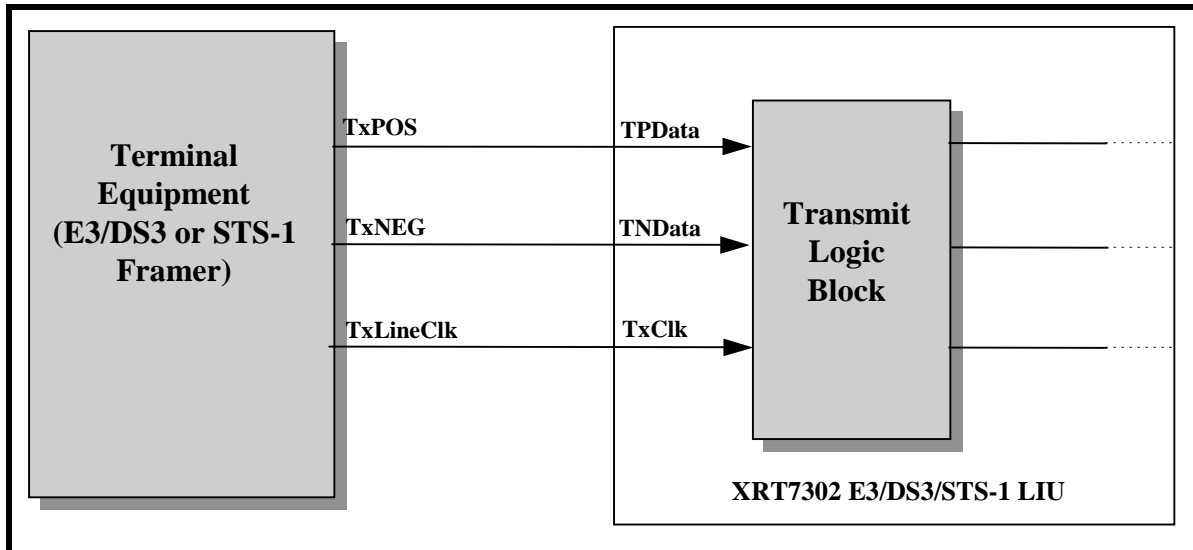 Terminal
Equipment
(E3/DS3 or STS-1
Framer)
TxPOS
TPData
TxNEG
TNData
TxLineClk
TxClk
Transmit
Logic
Block
XRT7302 E3/DS3/STS-1 LIU